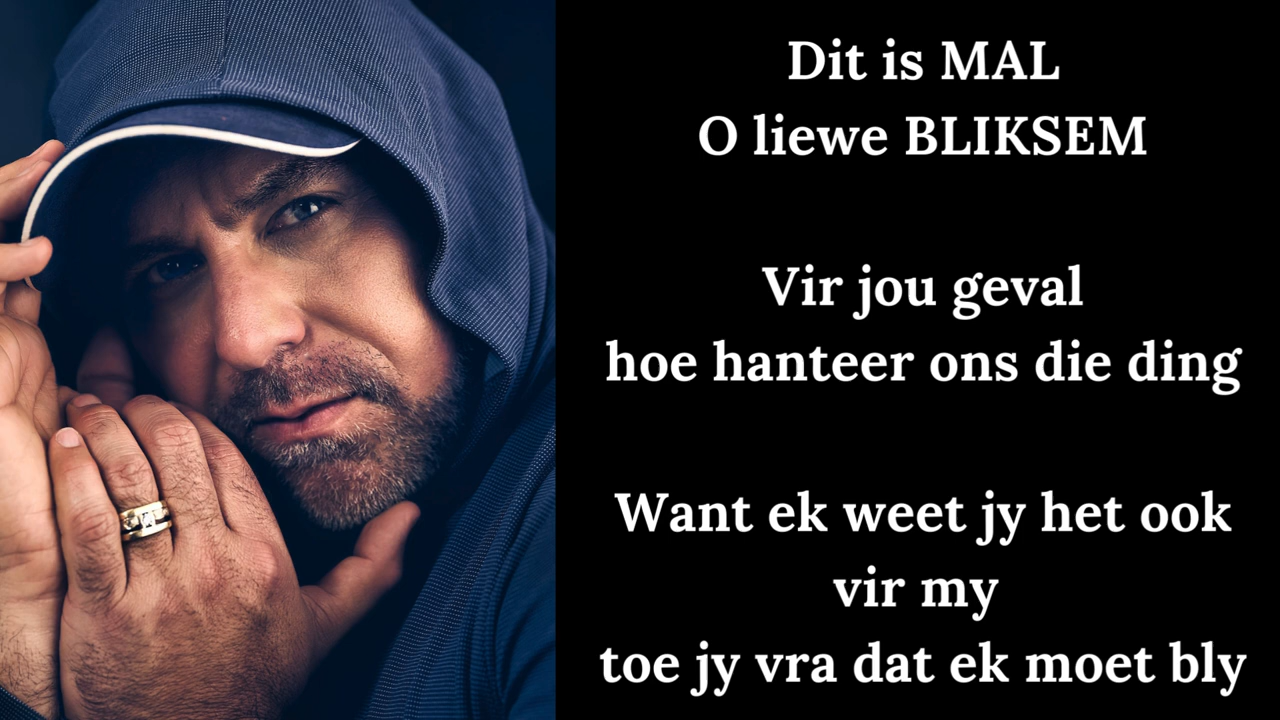 Dit is MAL
O liewe BLIKSEM
Vir jou geval
hoe hanteer ons die ding
Want ek weet jy het ook
vir my
toe jy vra dat ek moet bly